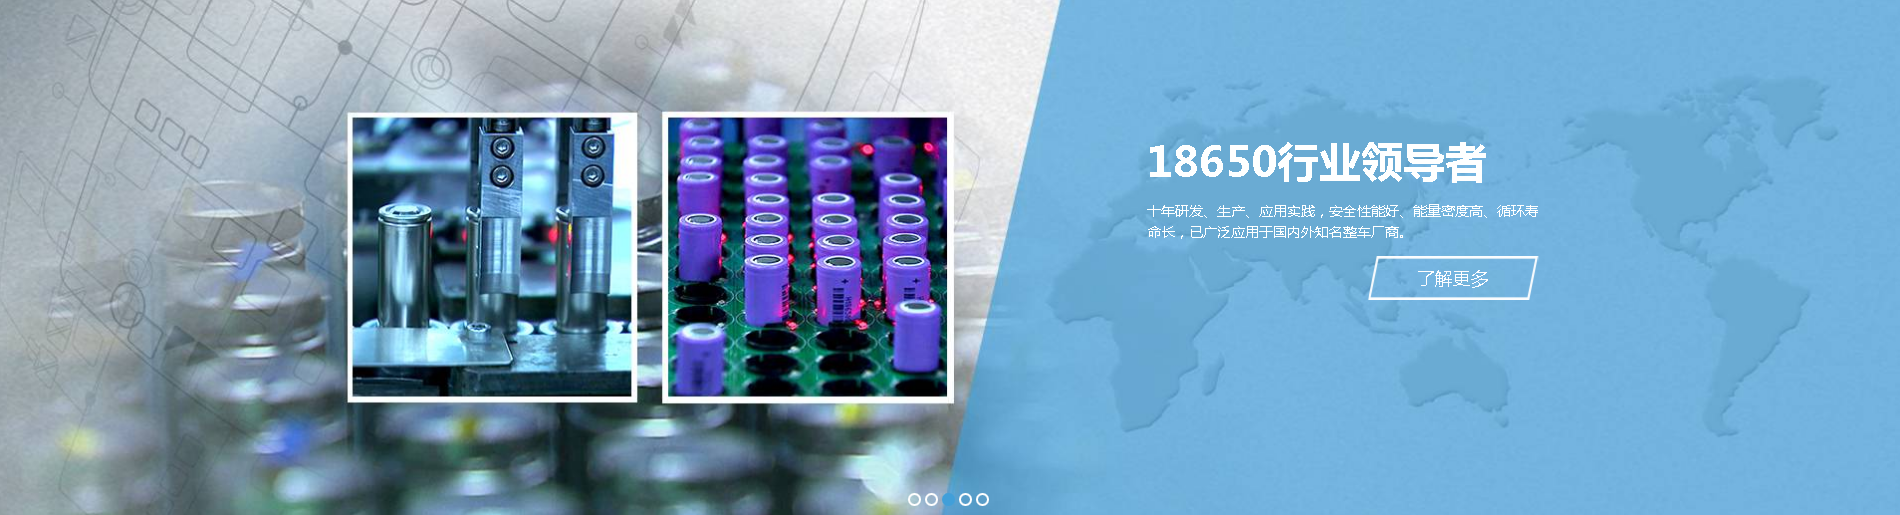 18650行业领导者
十年研发、生产、应用实践，安全性能好、能量密度高、循环寿
命长，已广泛应用于国内外知名整车厂商。
了解更多